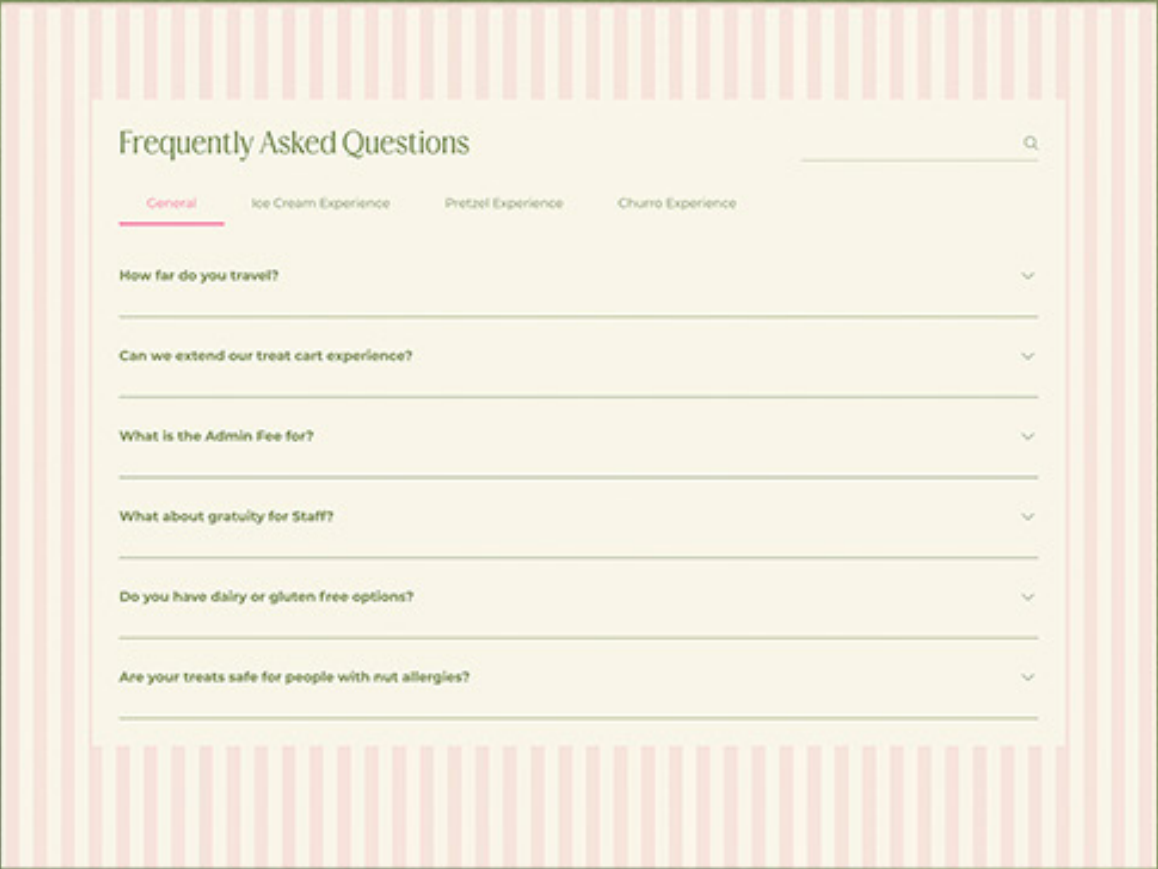 Frequently Asked Questions
General Ice Cream Experience Pretzel Experience Churro Experience
How far do you travel?
Can we extend our treat cart experience?
What is the Admin Fee for?
What about gratuity for Staff?
Do you have dairy or gluten free options?
Are your treats safe for people with nut allergies?